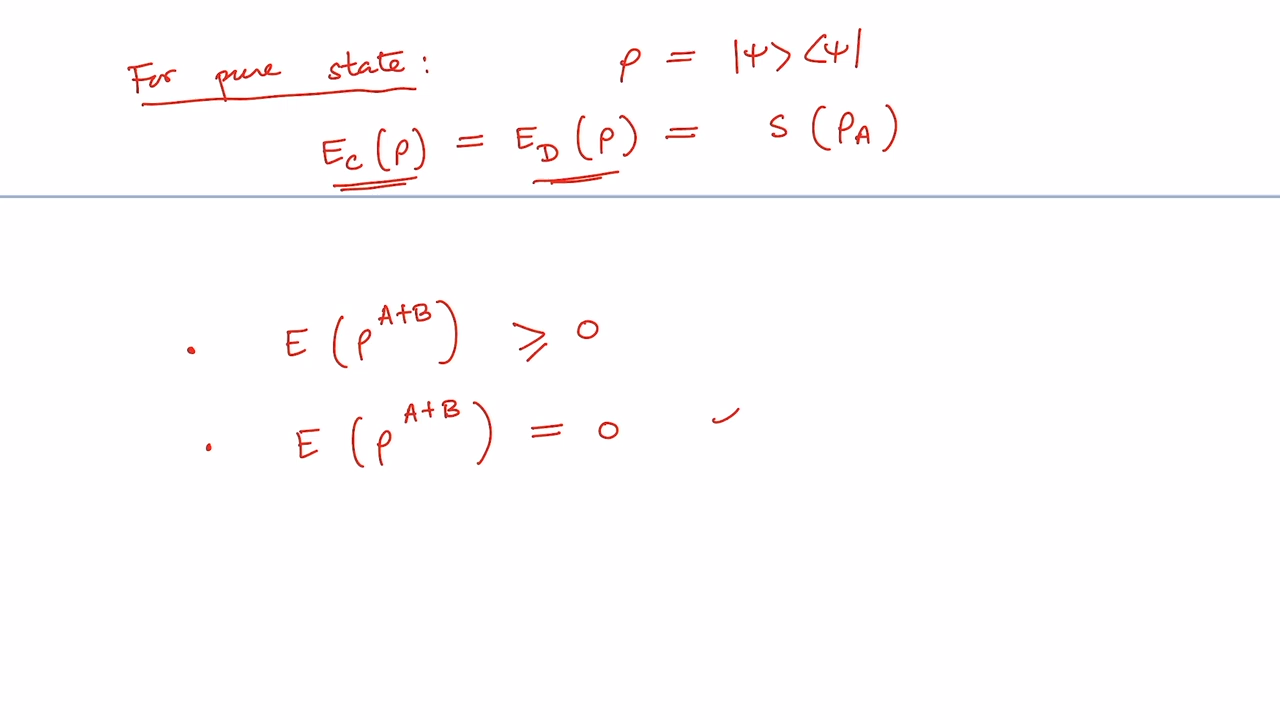 For pure state: ρ = |ψ> <ψ|
E_C(ρ) = E_D(ρ) = S(ρ_A)
• E(ρ^{A+B}) ⩾ 0
• E(ρ^{A+B}) = 0